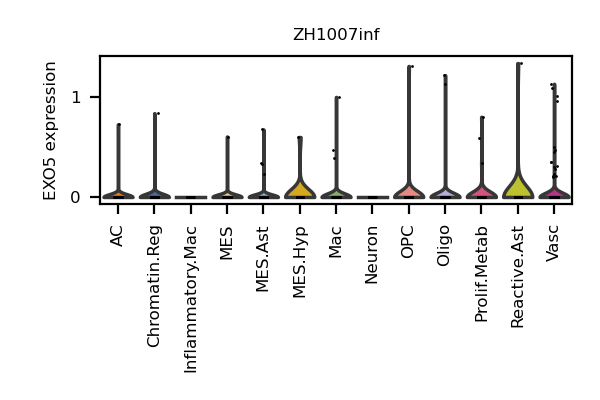 ZH1007inf
EXO5 expression
1
0
AC
Chromatin.Reg
Inflammatory.Mac
MES
MES.Ast
MES.Hyp
Mac
Neuron
OPC
Oligo
Prolif.Metab
Reactive.Ast
Vasc